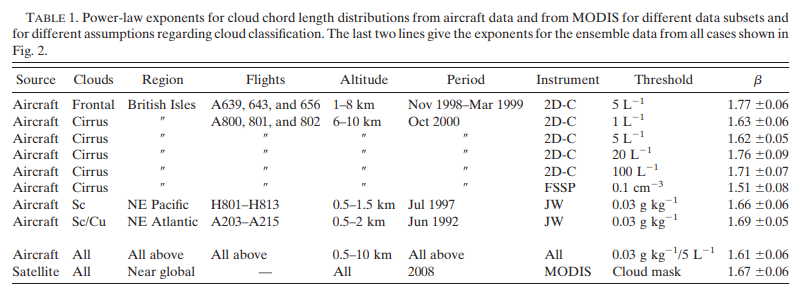 TABLE 1. Power-law exponents for cloud chord length distributions from aircraft data and from MODIS for different data subsets and
for different assumptions regarding cloud classification. The last two lines give the exponents for the ensemble data from all cases shown in
Fig. 2.
Source Clouds Region Flights Altitude Period Instrument Threshold β
Aircraft Frontal British Isles A639, 643, and 656 1–8 km Nov 1998–Mar 1999 2D-C 5 L⁻¹ 1.77 ±0.06
Aircraft Cirrus ″ A800, 801, and 802 6–10 km Oct 2000 2D-C 1 L⁻¹ 1.63 ±0.06
Aircraft Cirrus ″ ″ ″ ″ 2D-C 5 L⁻¹ 1.62 ±0.05
Aircraft Cirrus ″ ″ ″ ″ 2D-C 20 L⁻¹ 1.76 ±0.09
Aircraft Cirrus ″ ″ ″ ″ 2D-C 100 L⁻¹ 1.71 ±0.07
Aircraft Cirrus ″ ″ ″ ″ FSSP 0.1 cm⁻³ 1.51 ±0.08
Aircraft Sc NE Pacific H801–H813 0.5–1.5 km Jul 1997 JW 0.03 g kg⁻¹ 1.66 ±0.06
Aircraft Sc/Cu NE Atlantic A203–A215 0.5–2 km Jun 1992 JW 0.03 g kg⁻¹ 1.69 ±0.05
Aircraft All All above All above 0.5–10 km All above All 0.03 g kg⁻¹/5 L⁻¹ 1.61 ±0.06
Satellite All Near global — All 2008 MODIS Cloud mask 1.67 ±0.06